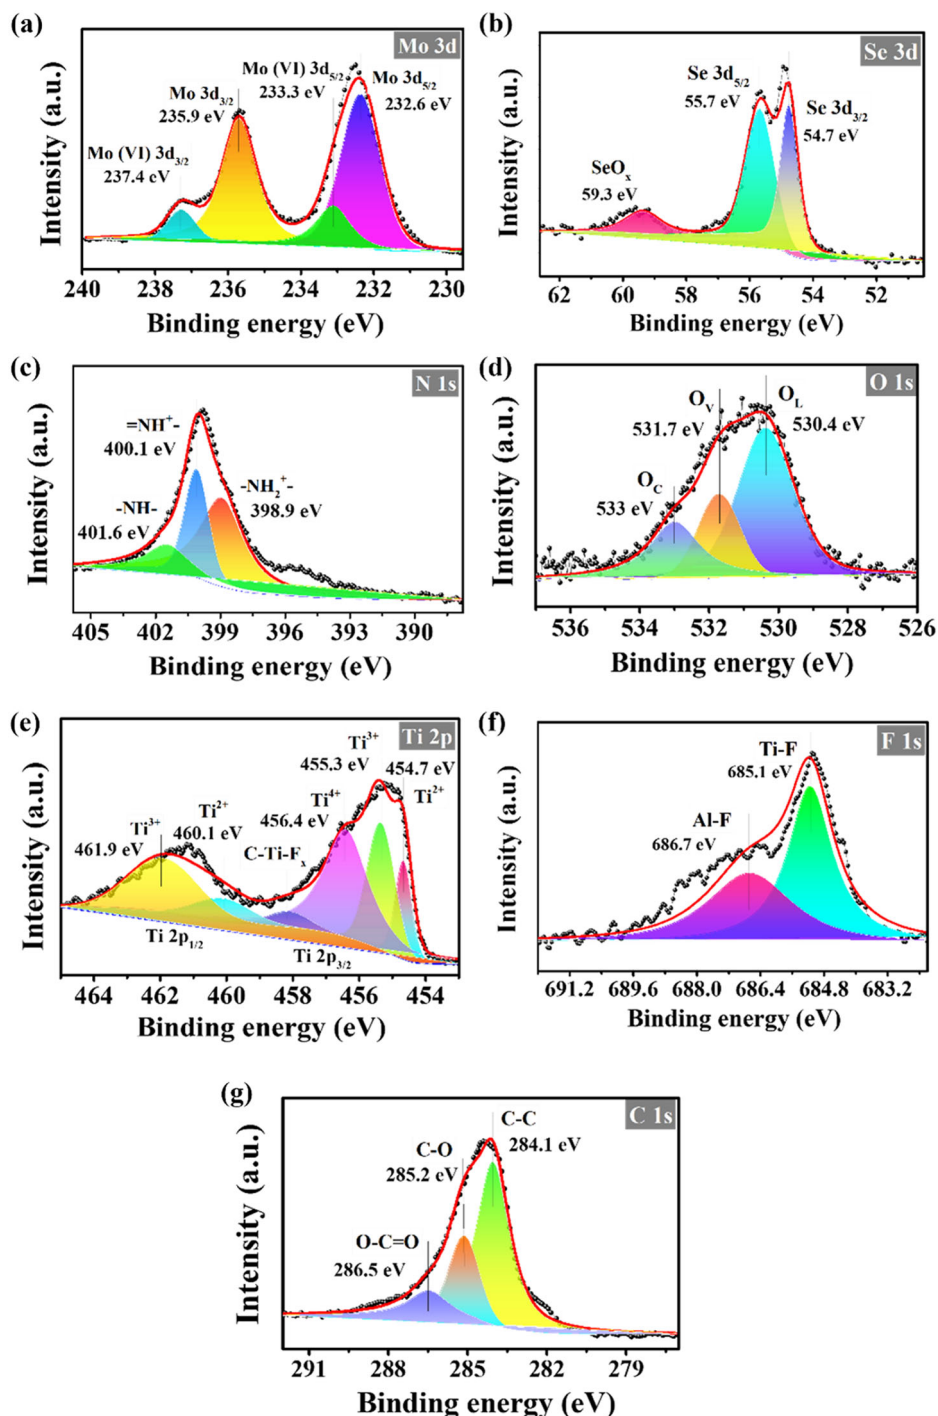 (a)
Mo 3d
Mo (VI) 3d5/2
233.3 eV
Mo 3d5/2
232.6 eV
Mo 3d3/2
235.9 eV
Mo (VI) 3d3/2
237.4 eV
Intensity (a.u.)
240 238 236 234 232 230
Binding energy (eV)
(b)
Se 3d
Se 3d5/2
55.7 eV
Se 3d3/2
54.7 eV
SeOx
59.3 eV
Intensity (a.u.)
62 60 58 56 54 52
Binding energy (eV)
(c)
N 1s
=NH+-
400.1 eV
-NH2+-
398.9 eV
-NH-
401.6 eV
Intensity (a.u.)
405 402 399 396 393 390
Binding energy (eV)
(d)
O 1s
OV
531.7 eV
OL
530.4 eV
OC
533 eV
Intensity (a.u.)
536 534 532 530 528 526
Binding energy (eV)
(e)
Ti 2p
Ti3+
455.3 eV
454.7 eV
Ti2+
Ti4+
456.4 eV
Ti2+
460.1 eV
Ti3+
461.9 eV
C-Ti-Fx
Ti 2p1/2
Ti 2p3/2
Intensity (a.u.)
464 462 460 458 456 454
Binding energy (eV)
(f)
F 1s
Ti-F
685.1 eV
Al-F
686.7 eV
Intensity (a.u.)
691.2 689.6 688.0 686.4 684.8 683.2
Binding energy (eV)
(g)
C 1s
C-C
284.1 eV
C-O
285.2 eV
O-C=O
286.5 eV
Intensity (a.u.)
291 288 285 282 279
Binding energy (eV)